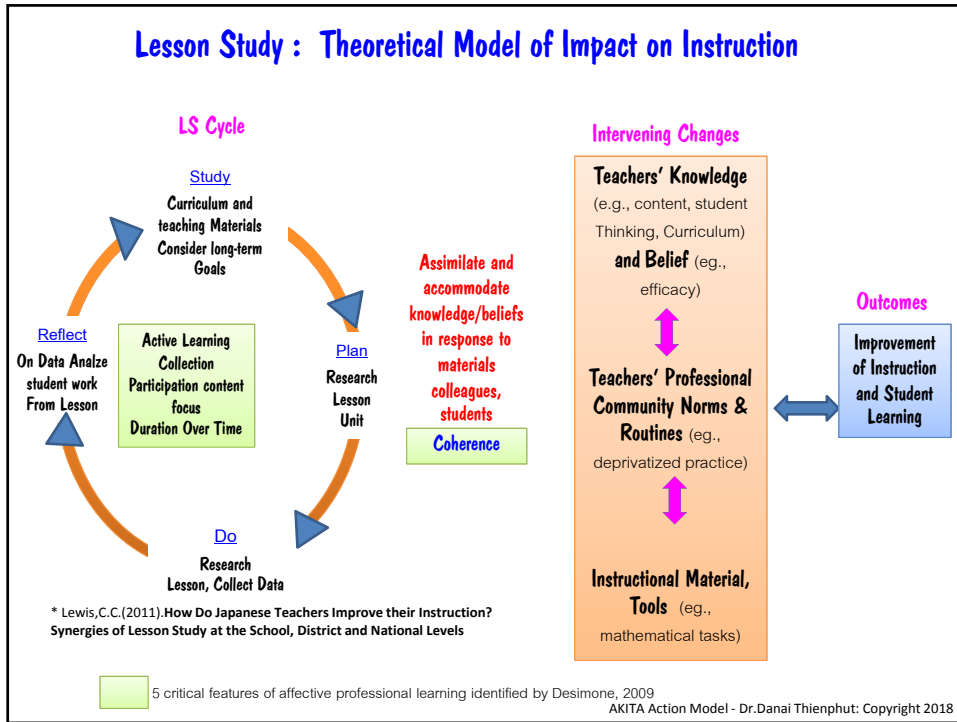 Lesson Study :  Theoretical Model of Impact on Instruction
LS Cycle
Study
Curriculum and
teaching Materials
Consider long-term
Goals
Plan
Research
Lesson
Unit
Do
Research
Lesson, Collect Data
Reflect
On Data Analze
student work
From Lesson
Active Learning
Collection
Participation content
focus
Duration Over Time
Assimilate and
accommodate
knowledge/beliefs
in response to
materials
colleagues,
students
Coherence
Intervening Changes
Teachers' Knowledge
(e.g., content, student
Thinking, Curriculum)
and Belief (eg.,
efficacy)
Teachers' Professional
Community Norms &
Routines (eg.,
deprivatized practice)
Instructional Material,
Tools (eg.,
mathematical tasks)
Outcomes
Improvement
of Instruction
and Student
Learning
* Lewis,C.C.(2011).How Do Japanese Teachers Improve their Instruction?
Synergies of Lesson Study at the School, District and National Levels
5 critical features of affective professional learning identified by Desimone, 2009
AKITA Action Model - Dr.Danai Thienphut: Copyright 2018